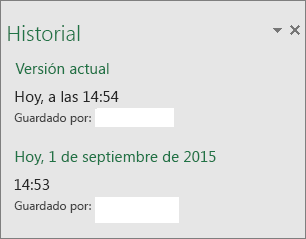 Historial
Versión actual
Hoy, a las 14:54
Guardado por:
Hoy, 1 de septiembre de 2015
14:53
Guardado por: